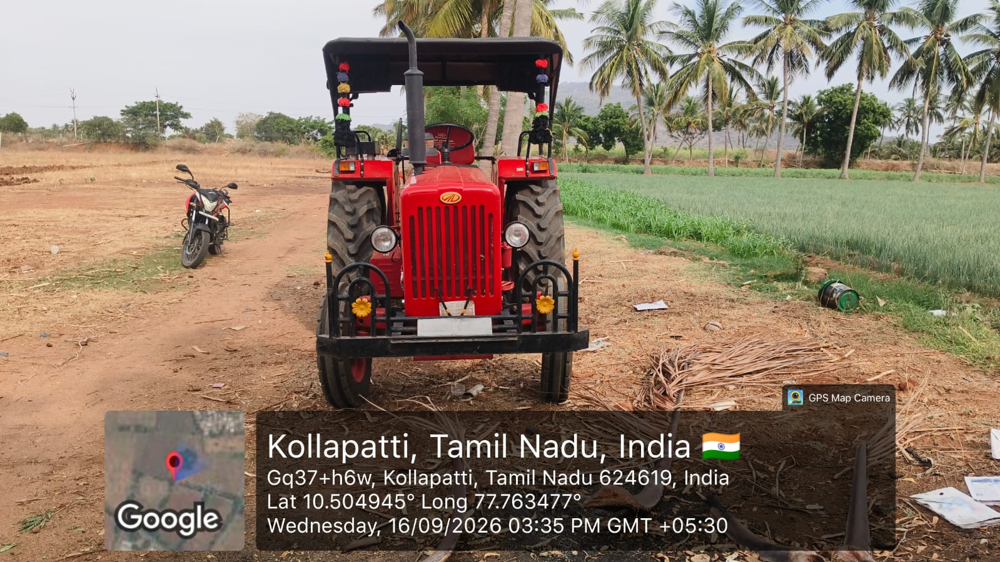 GPS Map Camera
Kollapatti, Tamil Nadu, India
Gq37+h6w, Kollapatti, Tamil Nadu 624619, India
Lat 10.504945° Long 77.763477°
Wednesday, 16/09/2026 03:35 PM GMT +05:30
Google